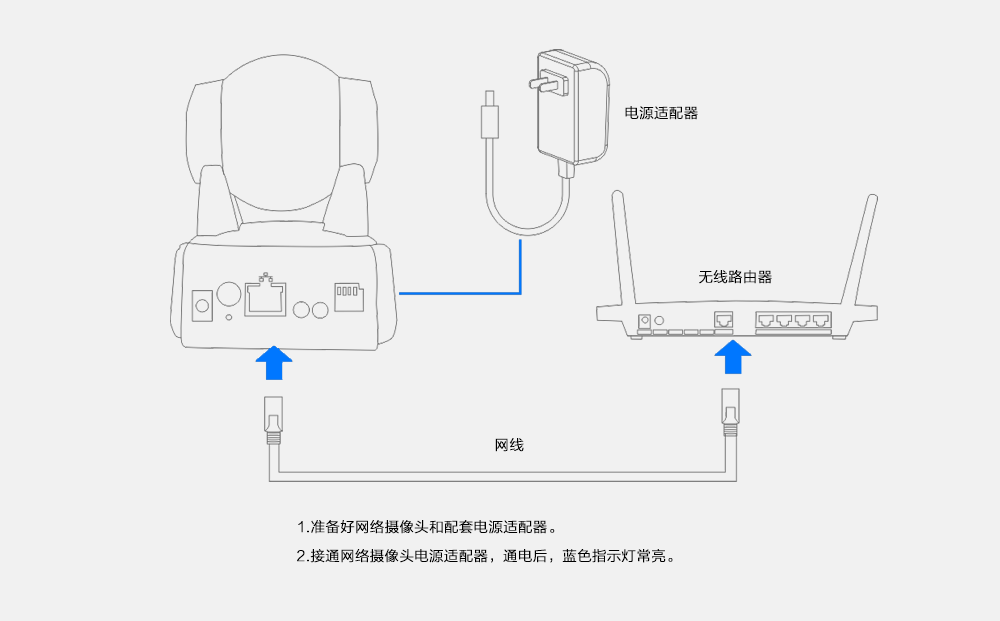 电源适配器
无线路由器
网线
1.准备好网络摄像头和配套电源适配器。
2.接通网络摄像头电源适配器，通电后，蓝色指示灯常亮。